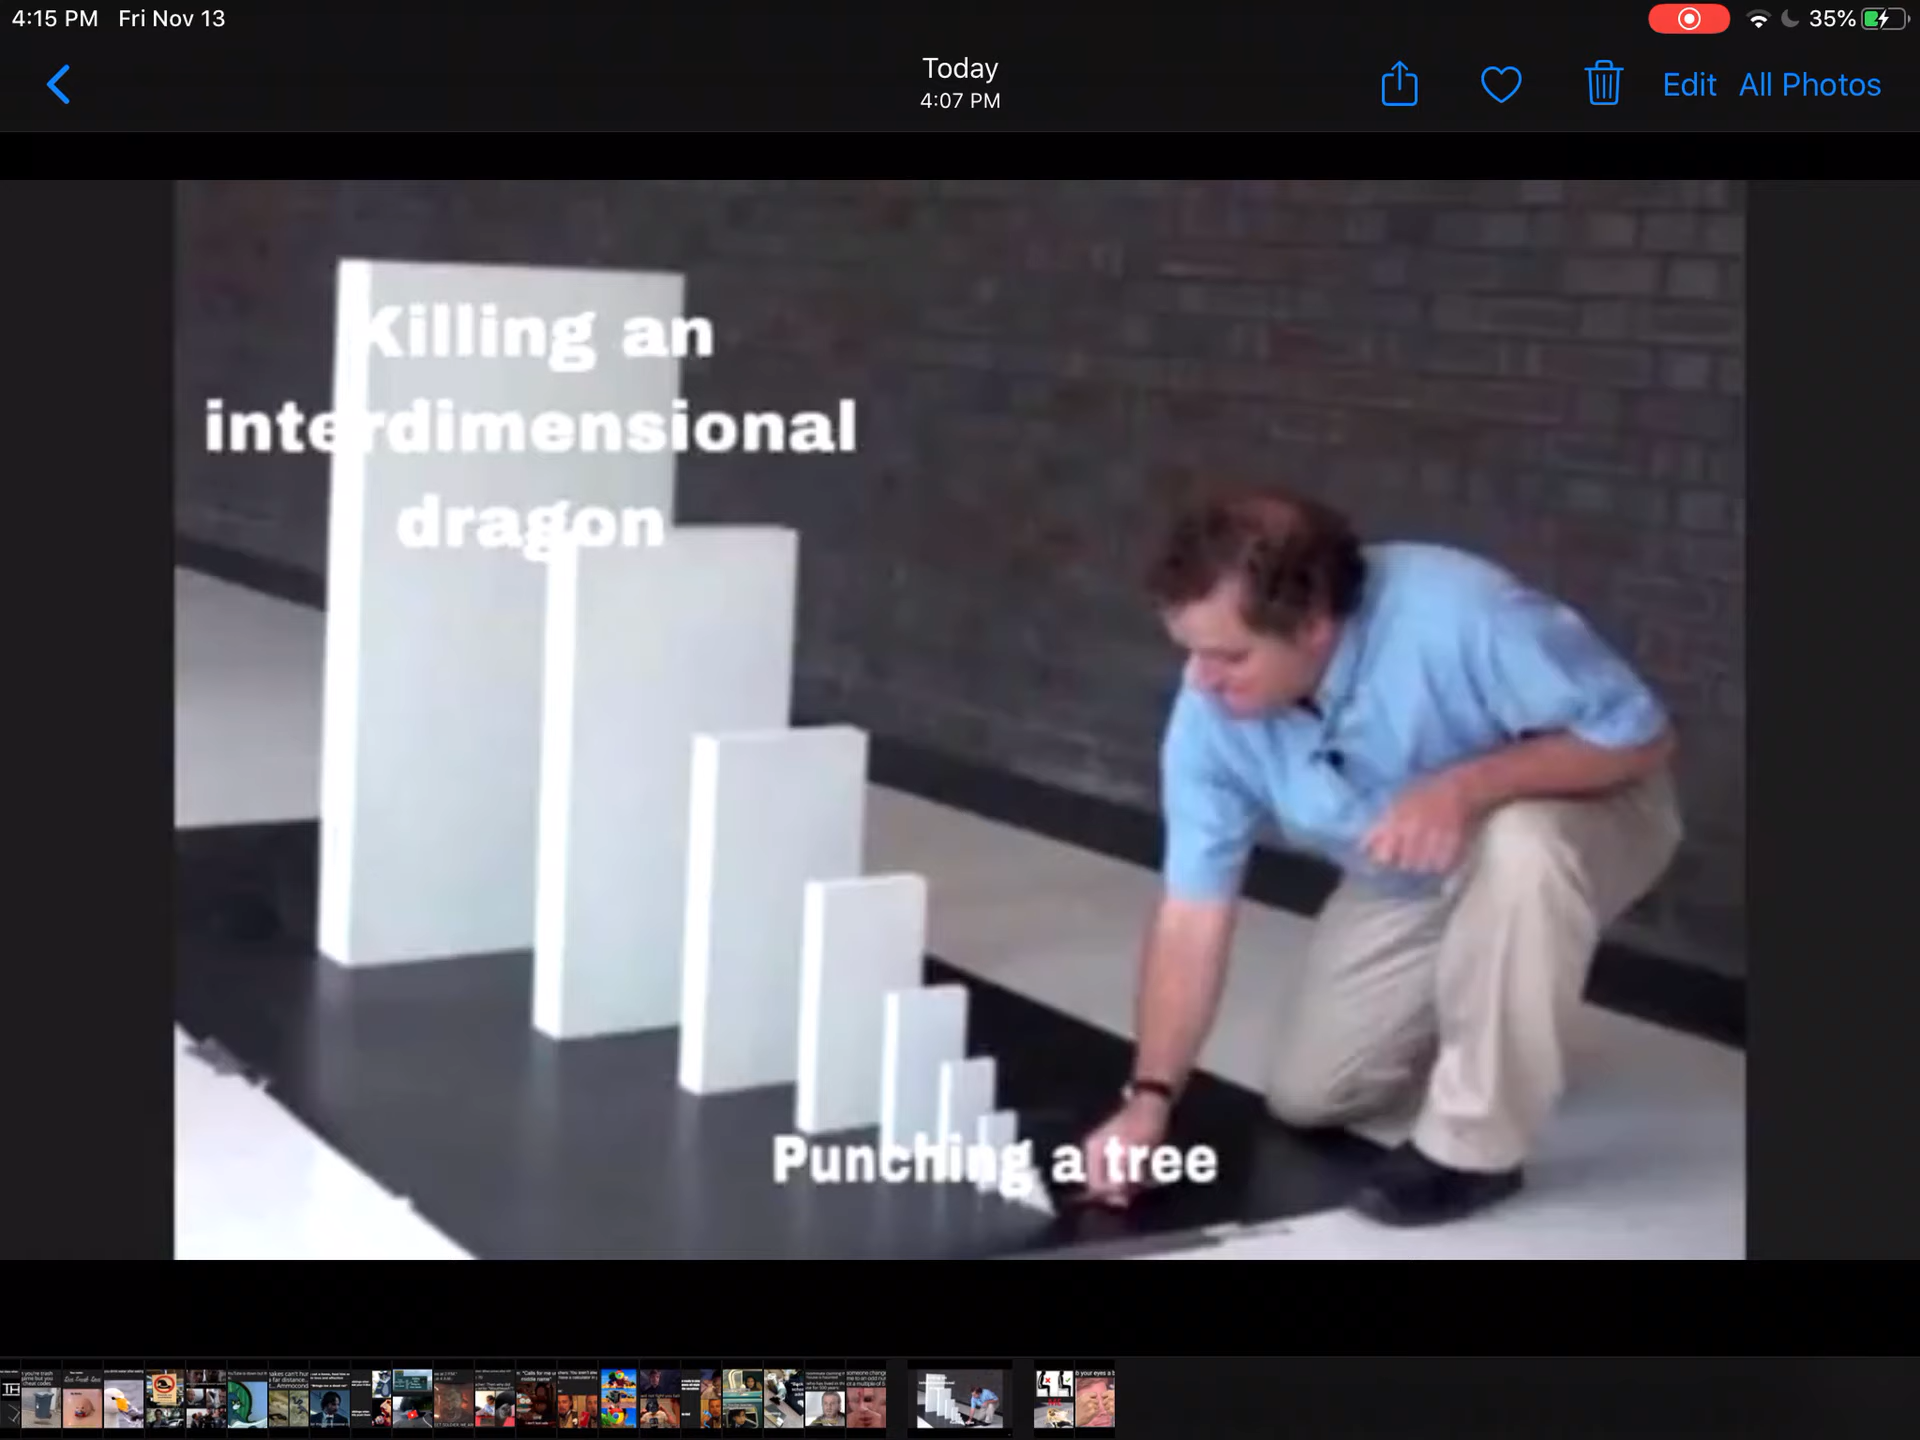 4:15 PM Fri Nov 13
35%
Today
4:07 PM
Edit All Photos
Killing an
interdimensional
dragon
Punching a tree